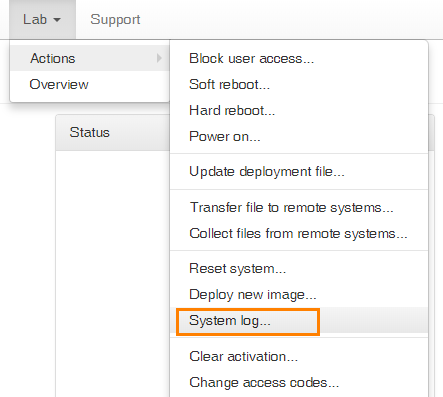 Lab Support
Actions
Overview
Status
Block user access...
Soft reboot...
Hard reboot...
Power on...
Update deployment file...
Transfer file to remote systems...
Collect files from remote systems...
Reset system...
Deploy new image...
System log...
Clear activation...
Change access codes...